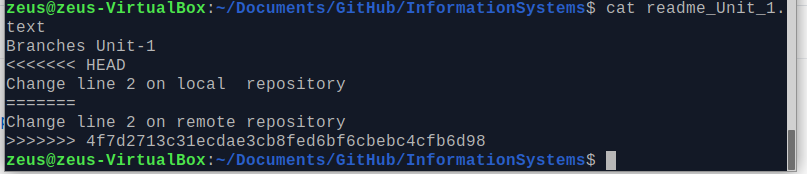 zeus@zeus-VirtualBox:~/Documents/GitHub/InformationSystems$ cat readme_Unit_1.
text
Branches Unit-1
<<<<<<< HEAD
Change line 2 on local  repository
=======
Change line 2 on remote repository
>>>>>>> 4f7d2713c31ecdae3cb8fed6bf6cbebc4cfb6d98
zeus@zeus-VirtualBox:~/Documents/GitHub/InformationSystems$